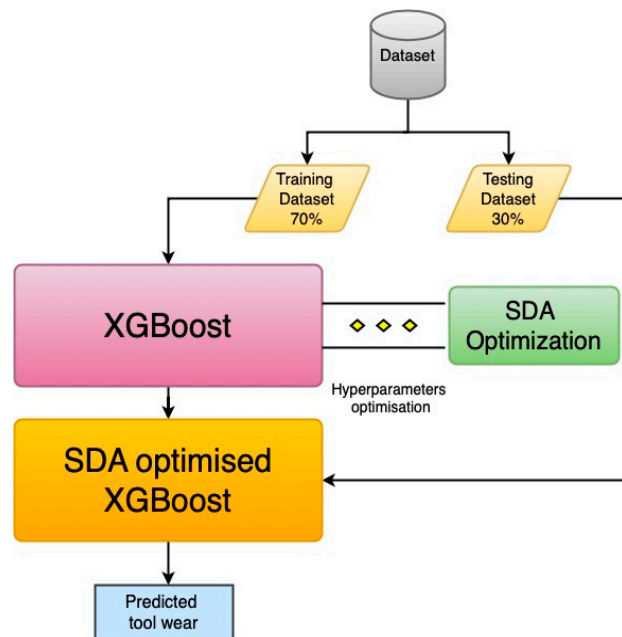 Dataset
Training
Dataset
70%
Testing
Dataset
30%
XGBoost
SDA
Optimization
Hyperparameters
optimisation
SDA optimised
XGBoost
Predicted
tool wear